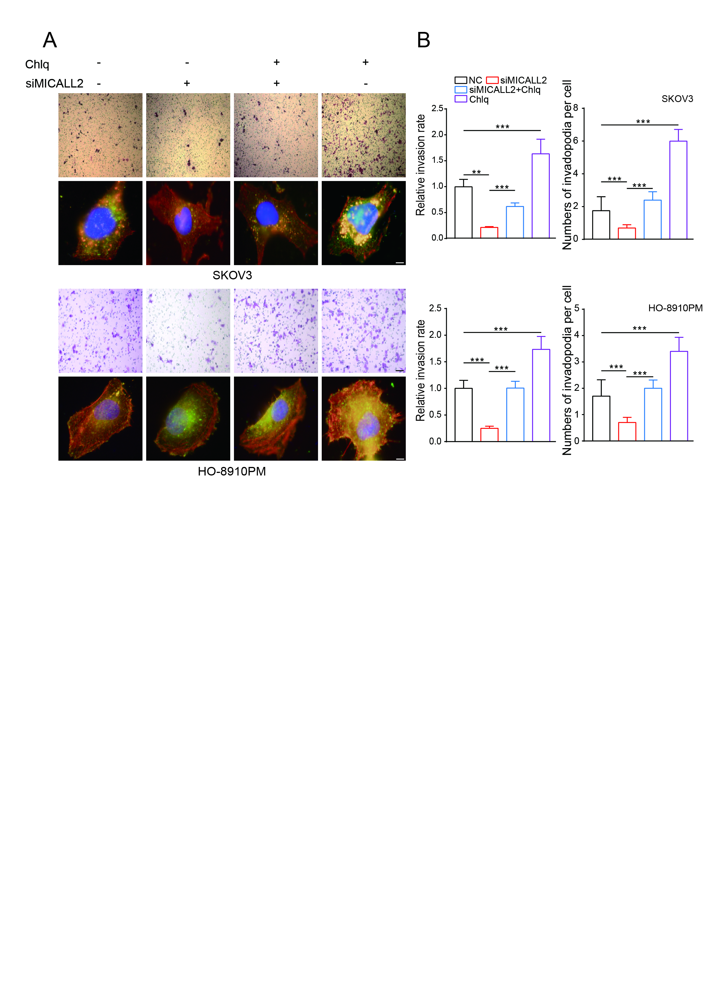 A
Chlq - - + +
siMICALL2 - + + -
SKOV3
HO-8910PM
B
NC siMICALL2
siMICALL2+Chlq
Chlq
Relative invasion rate
2.5
2.0
1.5
1.0
0.5
0.0
**
***
***
SKOV3
Numbers of invadopodia per cell
8
6
4
2
0
***
***
***
Relative invasion rate
2.5
2.0
1.5
1.0
0.5
0.0
***
***
***
HO-8910PM
Numbers of invadopodia per cell
5
4
3
2
1
0
***
***
***